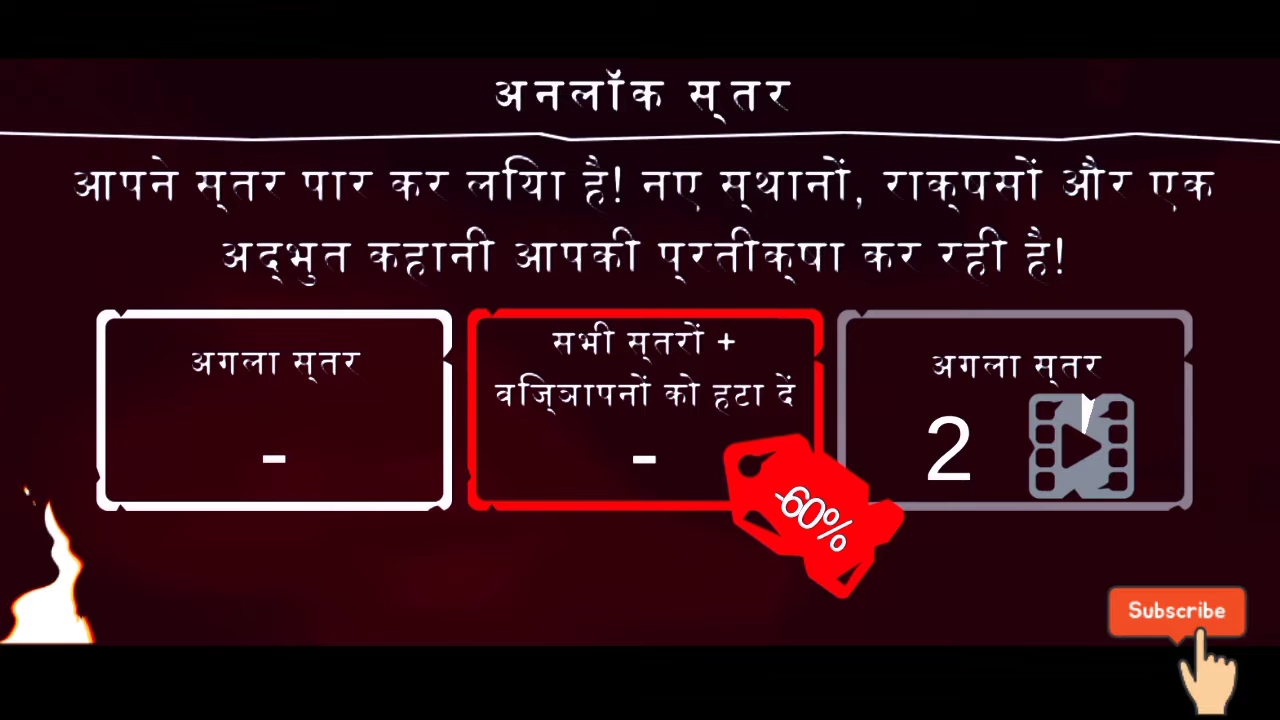 अनलॉक स्तर
आपने स्तर पार कर लिया है! नए स्थानों, राक्षसों और एक
अद्भुत कहानी आपकी प्रतीक्षा कर रही है!
अगला स्तर
-
सभी स्तरों +
विज्ञापनों को हटा दें
-
-60%
अगला स्तर
2
Subscribe